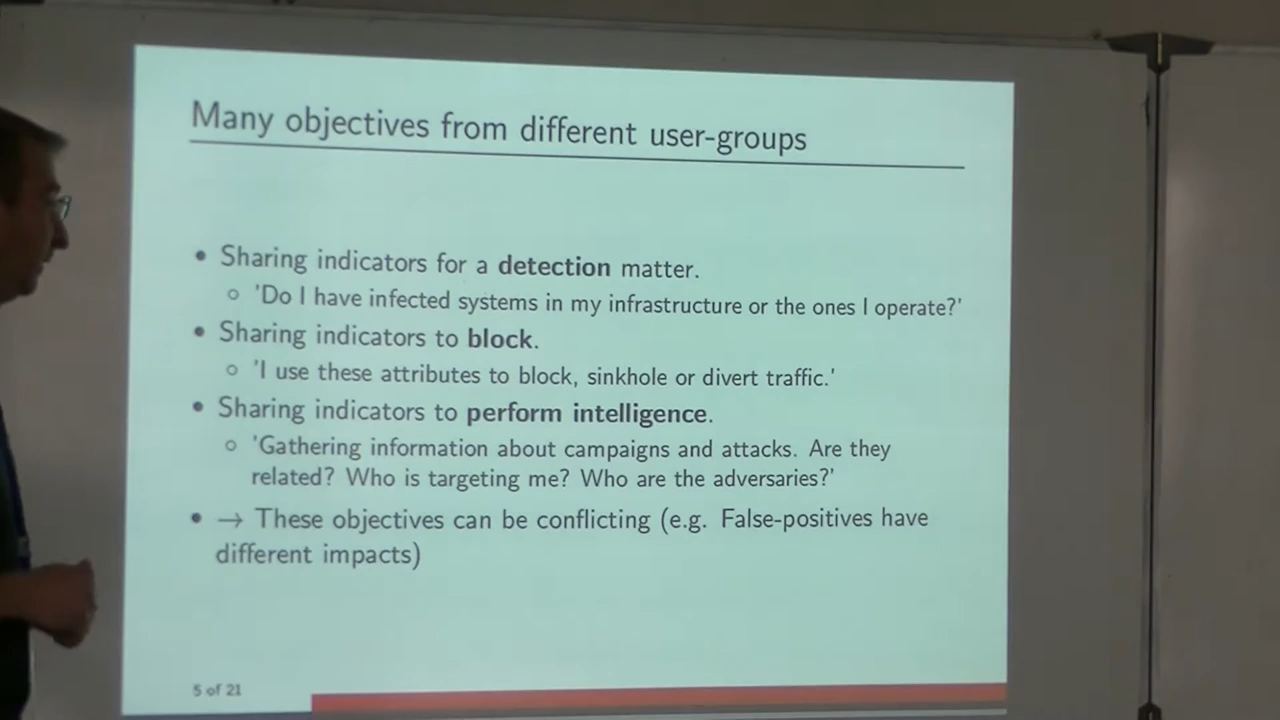 Many objectives from different user-groups
• Sharing indicators for a detection matter.
◦ 'Do I have infected systems in my infrastructure or the ones I operate?'
• Sharing indicators to block.
◦ 'I use these attributes to block, sinkhole or divert traffic.'
• Sharing indicators to perform intelligence.
◦ 'Gathering information about campaigns and attacks. Are they
related? Who is targeting me? Who are the adversaries?'
• → These objectives can be conflicting (e.g. False-positives have
different impacts)
5 of 21